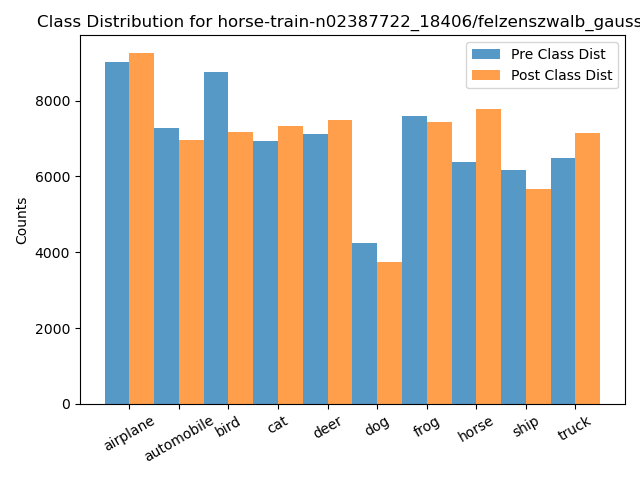 Class Distribution for horse-train-n02387722_18406/felzenszwalb_gauss
Pre Class Dist
Post Class Dist
8000
6000
4000
2000
0
Counts
airplane
automobile
bird
cat
deer
dog
frog
horse
ship
truck